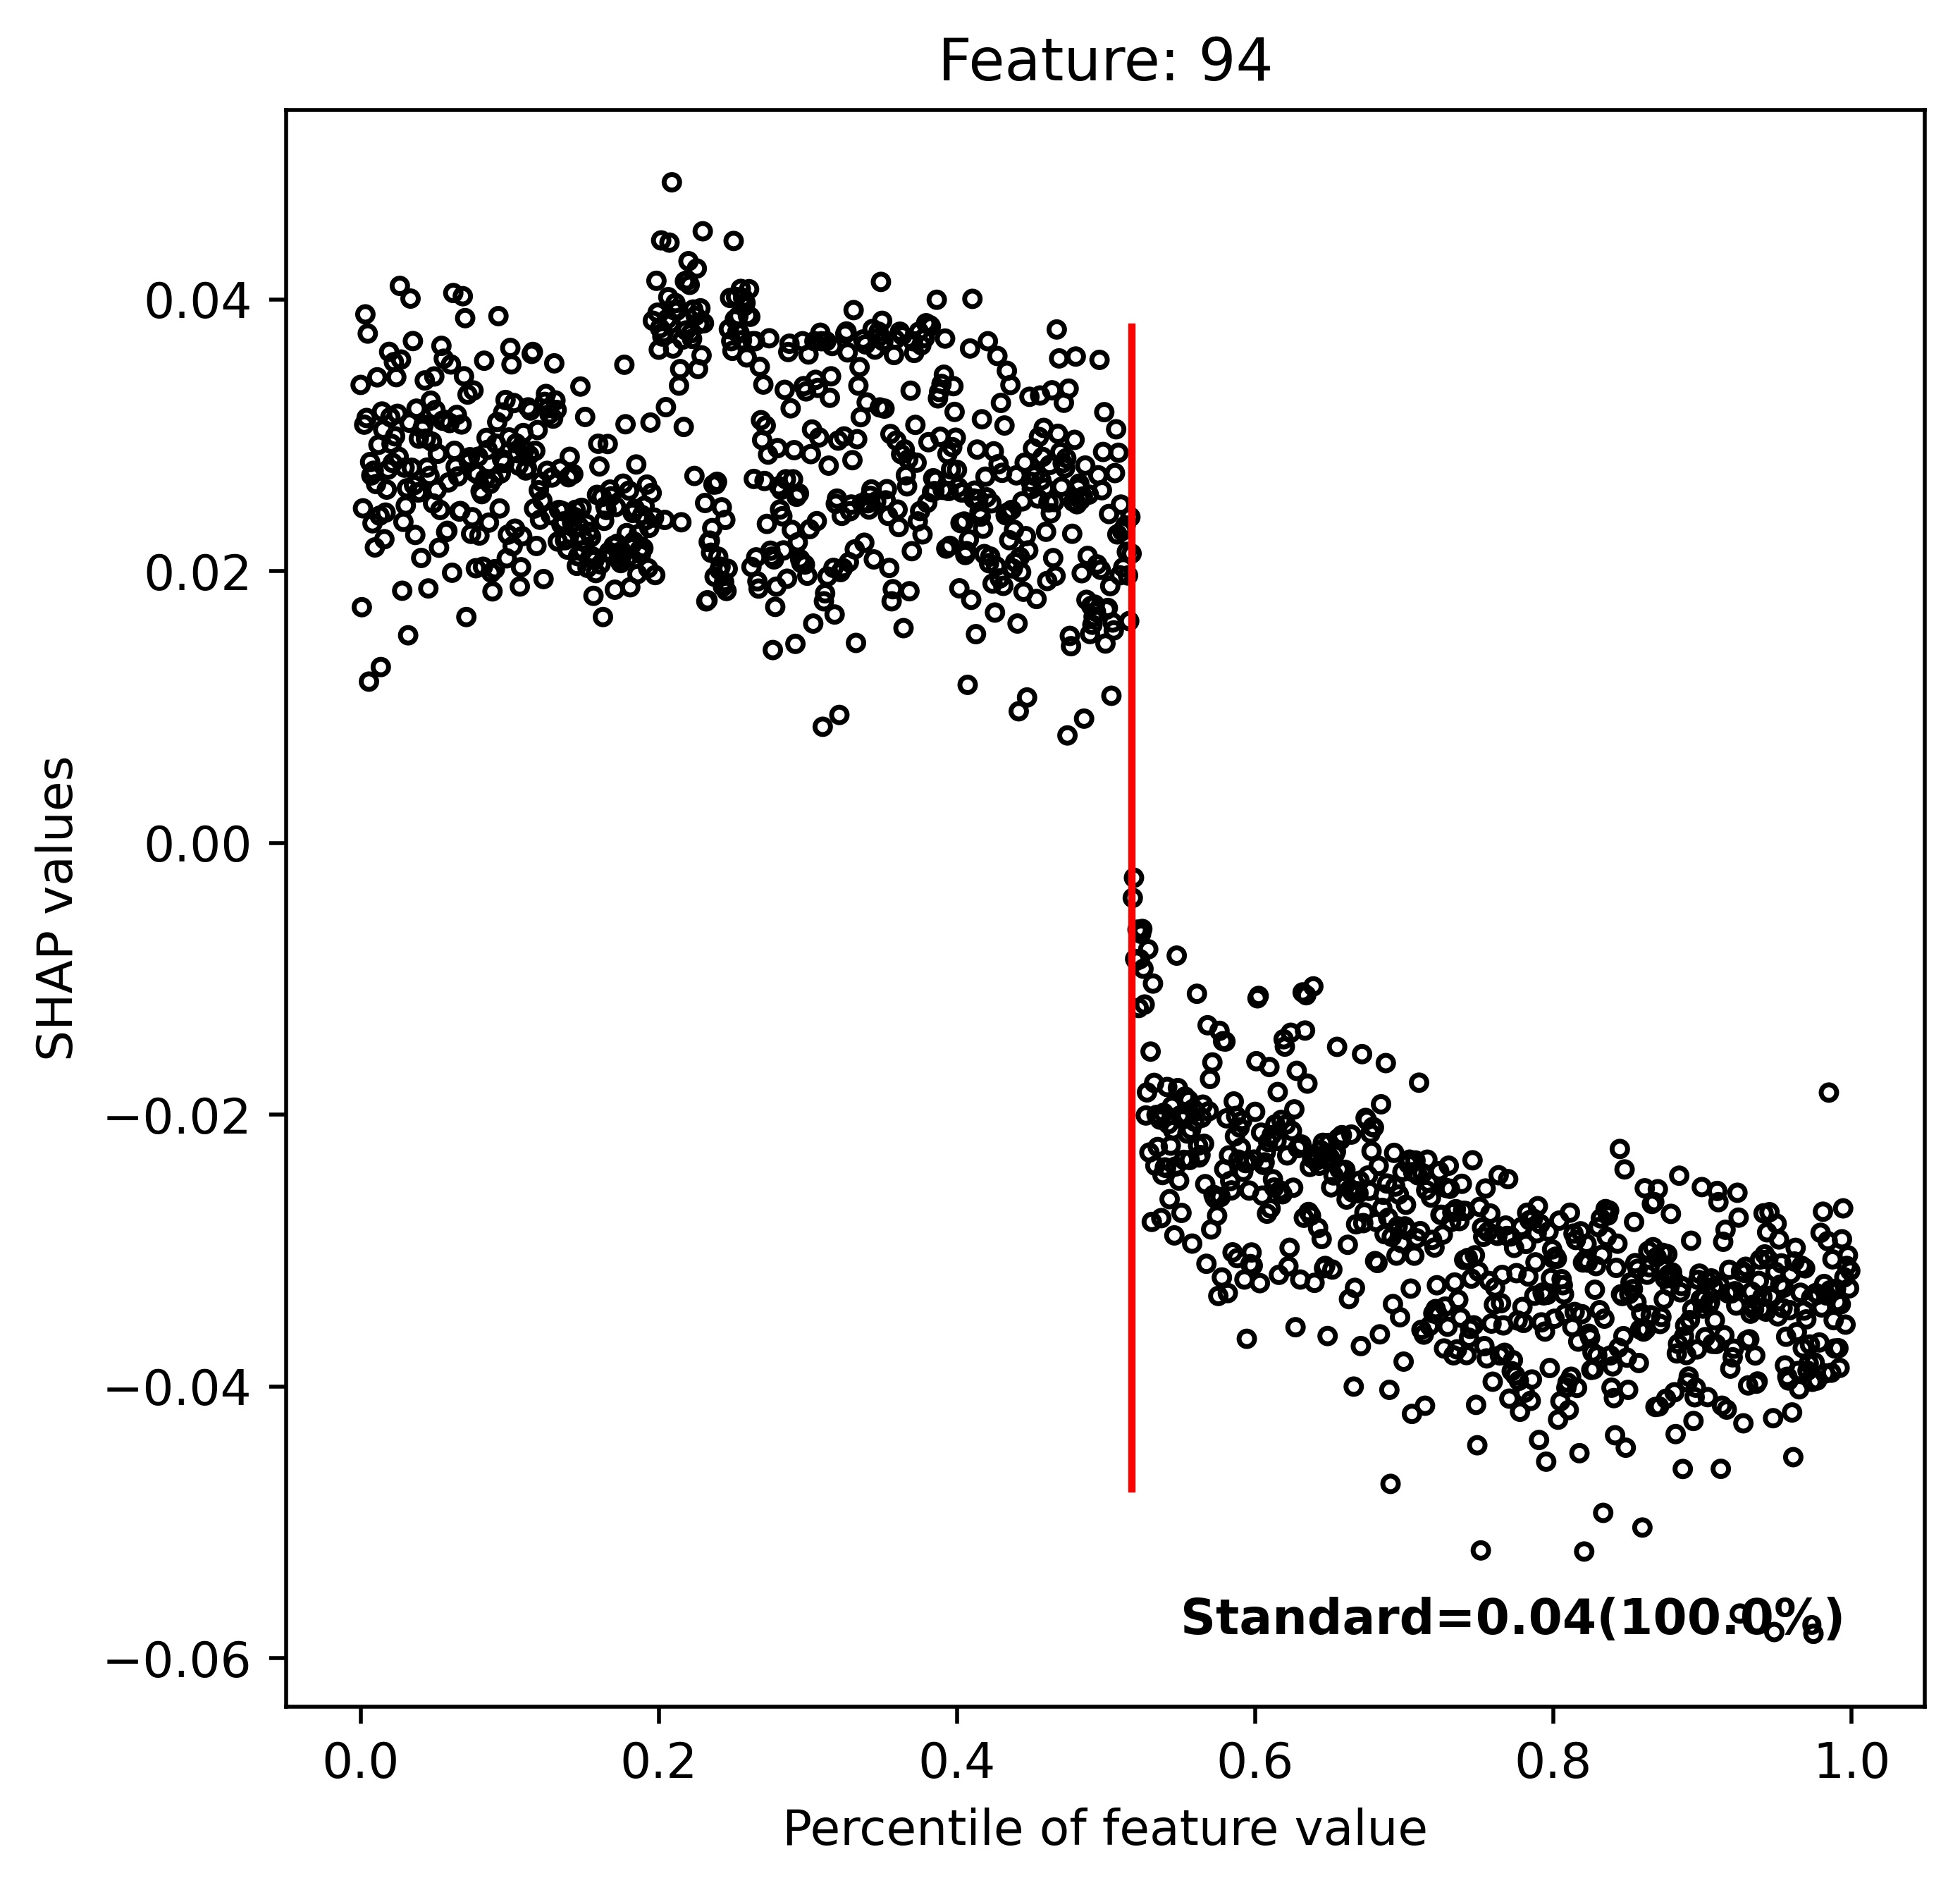 Feature: 94
SHAP values
0.04
0.02
0.00
−0.02
−0.04
−0.06
Standard=0.04(100.0%)
0.0 0.2 0.4 0.6 0.8 1.0
Percentile of feature value